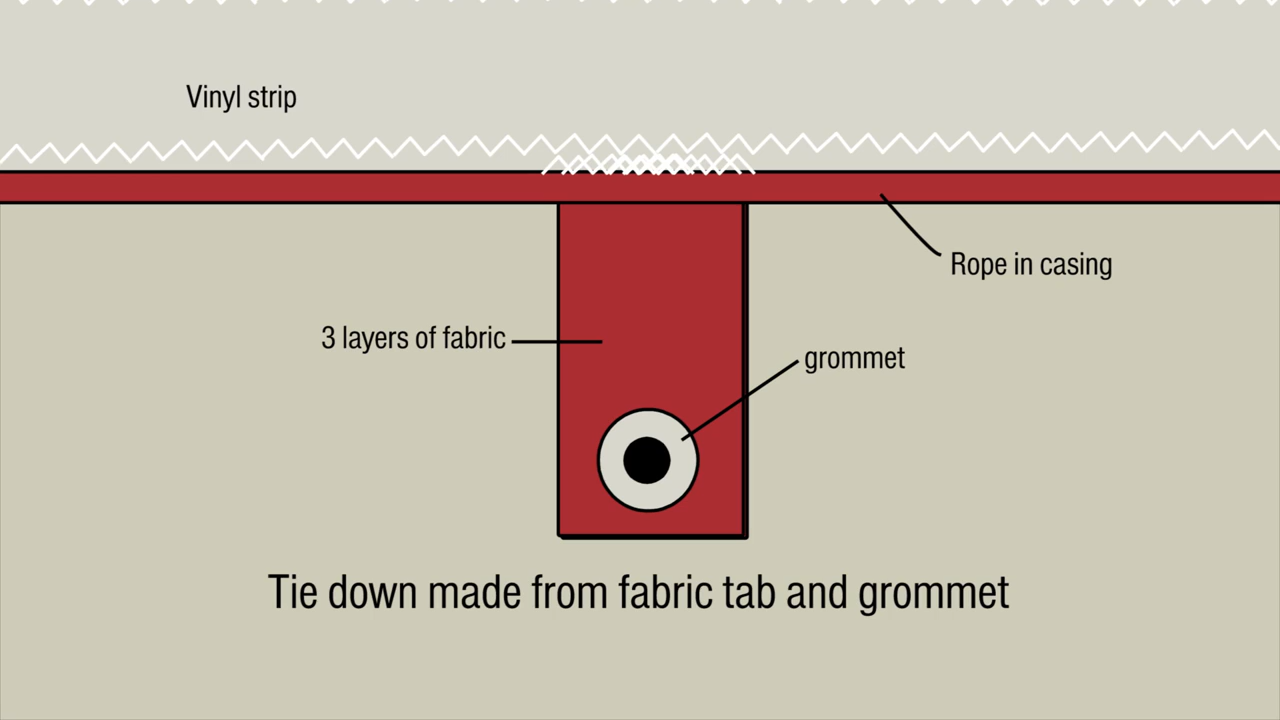 Vinyl strip
Rope in casing
3 layers of fabric
grommet
Tie down made from fabric tab and grommet